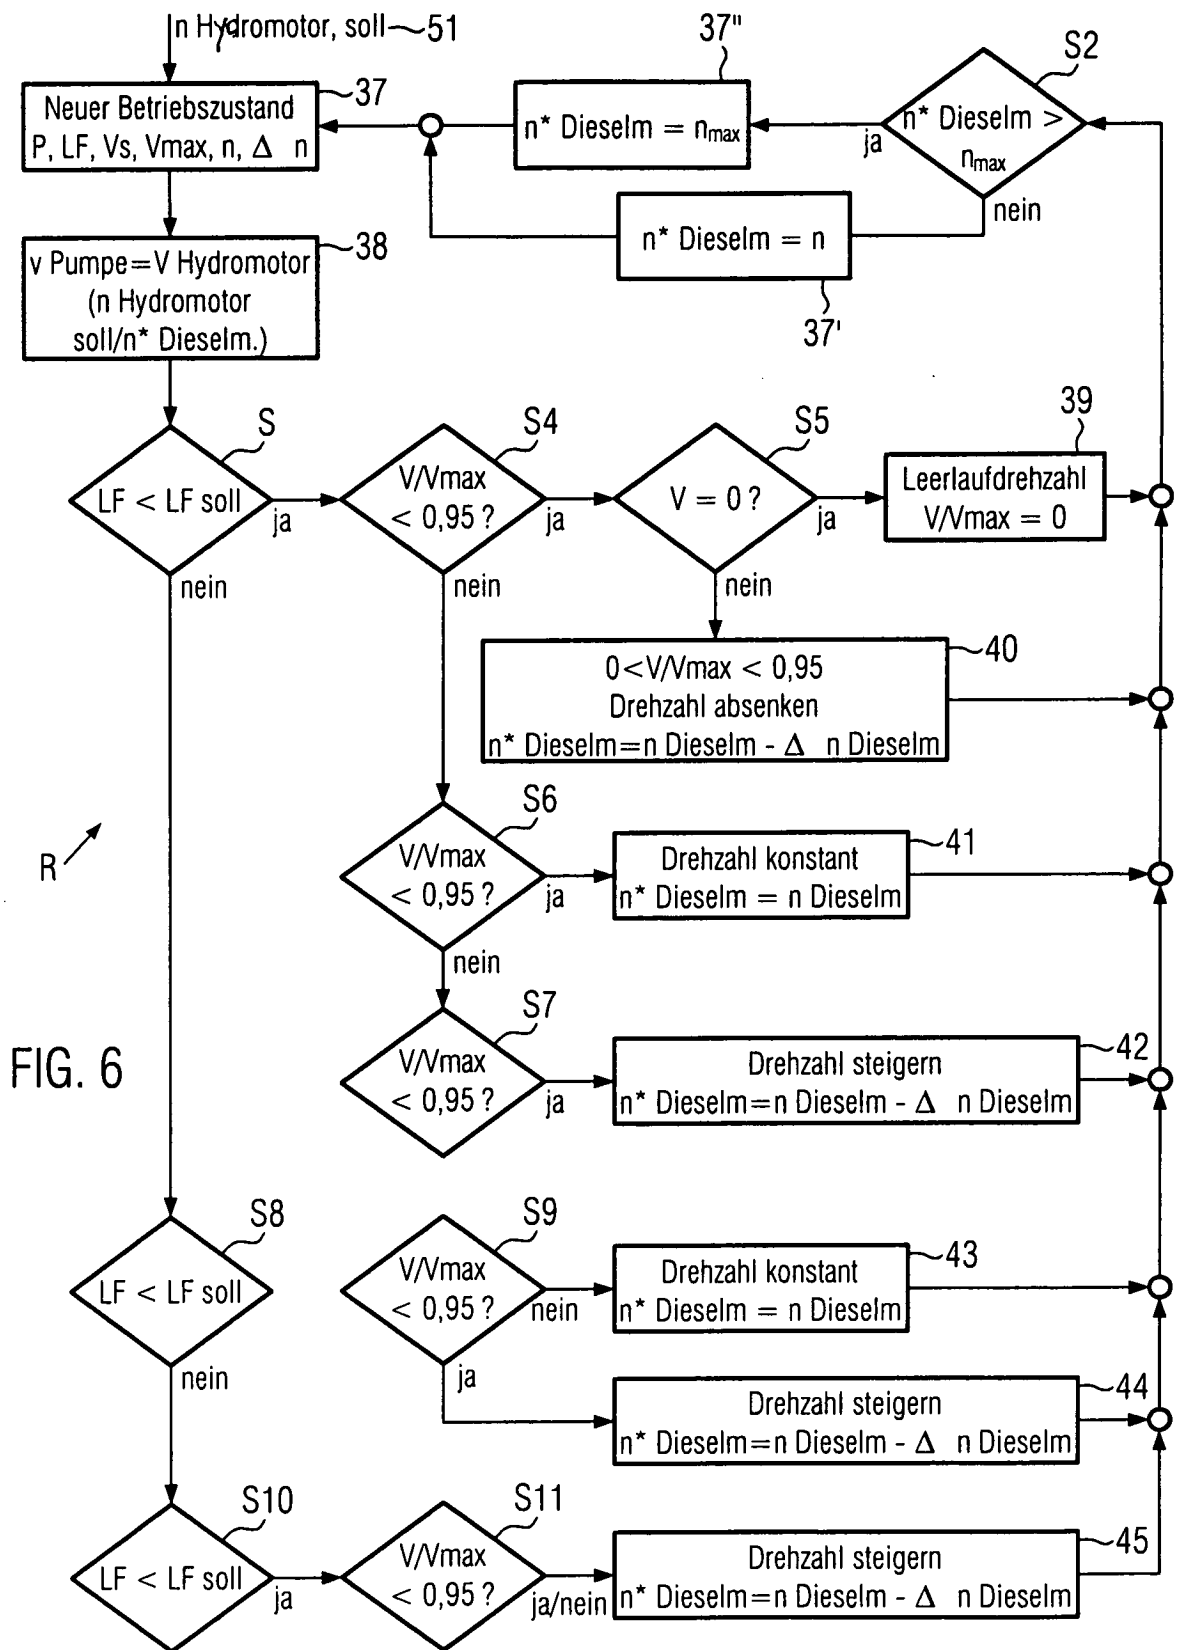 n Hydromotor, soll 51
37
Neuer Betriebszustand
P, LF, Vs, Vmax, n, Δ n
37"
n* Dieselm = nmax
S2
n* Dieselm >
nmax
ja
nein
n* Dieselm = n
37'
38
v Pumpe=V Hydromotor
(n Hydromotor
soll/n* Dieselm.)
S
LF < LF soll
ja
nein
S4
V/Vmax
< 0,95 ?
ja
nein
S5
V = 0 ?
ja
nein
39
Leerlaufdrehzahl
V/Vmax = 0
40
0<V/Vmax < 0,95
Drehzahl absenken
n* Dieselm=n Dieselm - Δ n Dieselm
R
S6
V/Vmax
< 0,95 ?
ja
nein
41
Drehzahl konstant
n* Dieselm = n Dieselm
FIG. 6
S7
V/Vmax
< 0,95 ?
ja
42
Drehzahl steigern
n* Dieselm=n Dieselm - Δ n Dieselm
S8
LF < LF soll
nein
S9
V/Vmax
< 0,95 ?
nein
ja
43
Drehzahl konstant
n* Dieselm = n Dieselm
44
Drehzahl steigern
n* Dieselm=n Dieselm - Δ n Dieselm
S10
LF < LF soll
ja
S11
V/Vmax
< 0,95 ?
ja/nein
45
Drehzahl steigern
n* Dieselm=n Dieselm - Δ n Dieselm